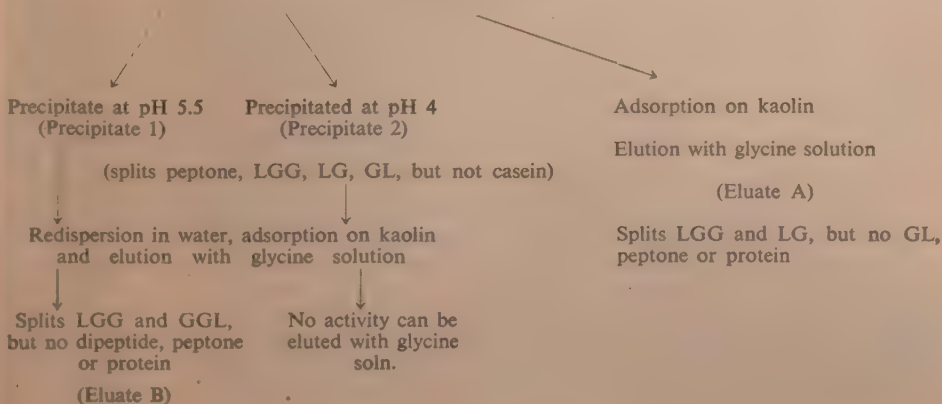 Precipitate at pH 5.5
(Precipitate 1)
Precipitated at pH 4
(Precipitate 2)
(splits peptone, LGG, LG, GL, but not casein)
Redispersion in water, adsorption on kaolin
and elution with glycine solution
Splits LGG and GGL,
but no dipeptide, peptone
or protein
(Eluate B)
No activity can be
eluted with glycine
soln.
Adsorption on kaolin
Elution with glycine solution
(Eluate A)
Splits LGG and LG, but no GL,
peptone or protein